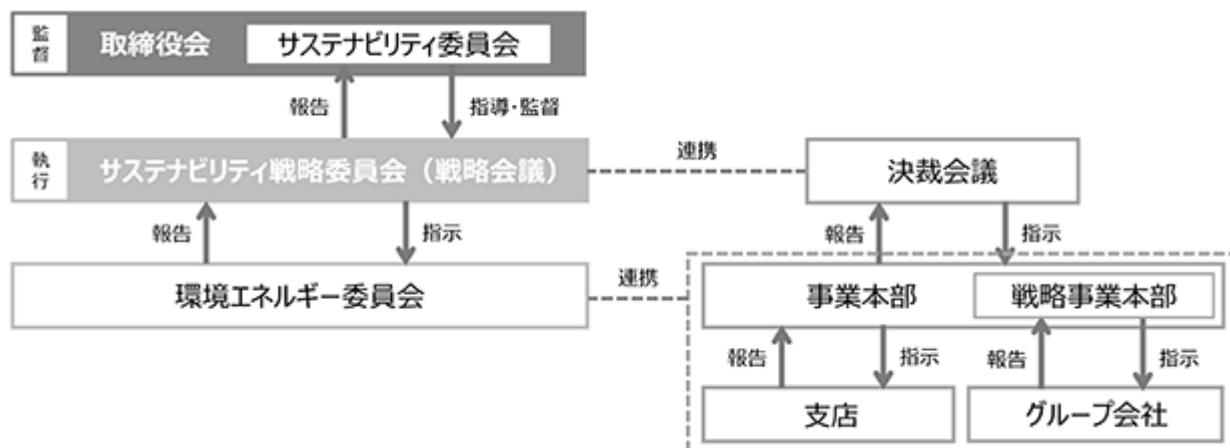 監督
取締役会
サステナビリティ委員会
報告
指導・監督
執行
サステナビリティ戦略委員会（戦略会議）
連携
決裁会議
報告
指示
報告
指示
環境エネルギー委員会
連携
事業本部
戦略事業本部
報告
指示
報告
指示
支店
グループ会社